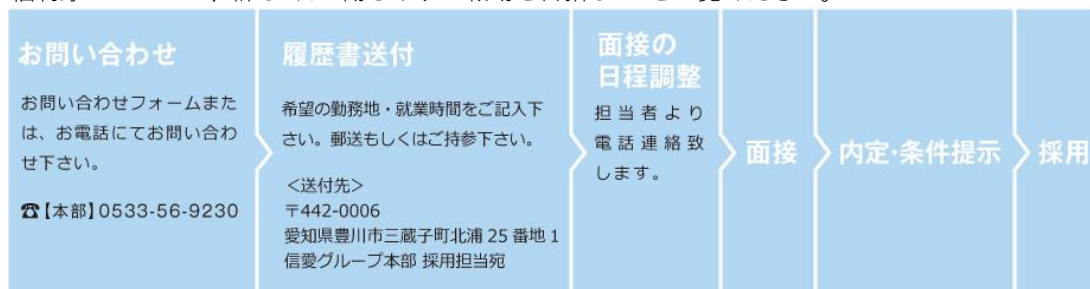 お問い合わせ
お問い合わせフォームまた
は、お電話にてお問い合わ
せ下さい。
☎【本部】0533-56-9230
履歴書送付
希望の勤務地・就業時間をご記入下
さい。郵送もしくはご持参下さい。
＜送付先＞
〒442-0006
愛知県豊川市三蔵子町北浦 25 番地 1
信愛グループ本部 採用担当宛
面接の
日程調整
担当者より
電話連絡致
します。
面接
内定・条件提示
採用